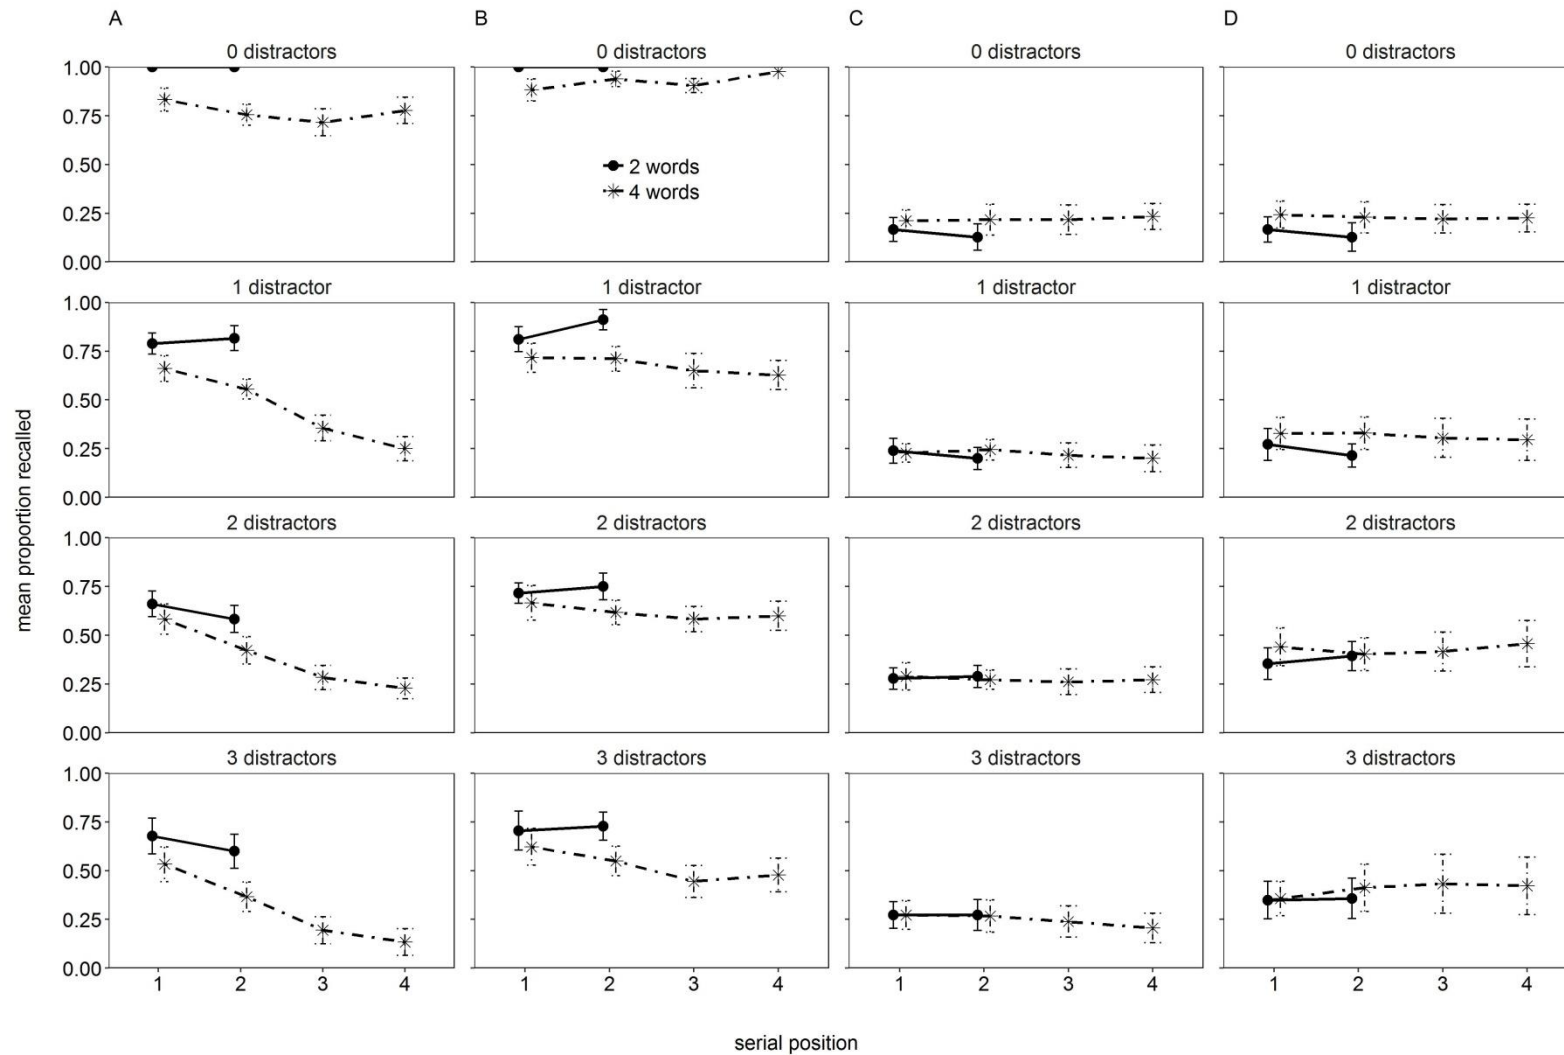 A B C D
0 distractors 0 distractors 0 distractors 0 distractors
1.00
0.75
0.50
0.25
0.00
2 words
4 words
1 distractor 1 distractor 1 distractor 1 distractor
1.00
0.75
0.50
0.25
0.00
2 distractors 2 distractors 2 distractors 2 distractors
1.00
0.75
0.50
0.25
0.00
3 distractors 3 distractors 3 distractors 3 distractors
1.00
0.75
0.50
0.25
0.00
1 2 3 4 1 2 3 4 1 2 3 4 1 2 3 4
mean proportion recalled
serial position